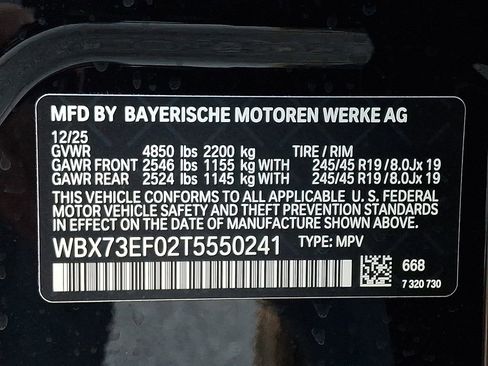 MFD BY BAYERISCHE MOTOREN WERKE AG
12/25
GVWR 4850 lbs 2200 kg TIRE / RIM
GAWR FRONT 2546 lbs 1155 kg WITH 245/45 R19 / 8.0Jx 19
GAWR REAR 2524 lbs 1145 kg WITH 245/45 R19 / 8.0Jx 19
THIS VEHICLE CONFORMS TO ALL APPLICABLE U. S. FEDERAL
MOTOR VEHICLE SAFETY AND THEFT PREVENTION STANDARDS
IN EFFECT ON THE DATE OF MANUFACTURE SHOWN ABOVE.
WBX73EF02T5550241 TYPE: MPV
668
7 320 730